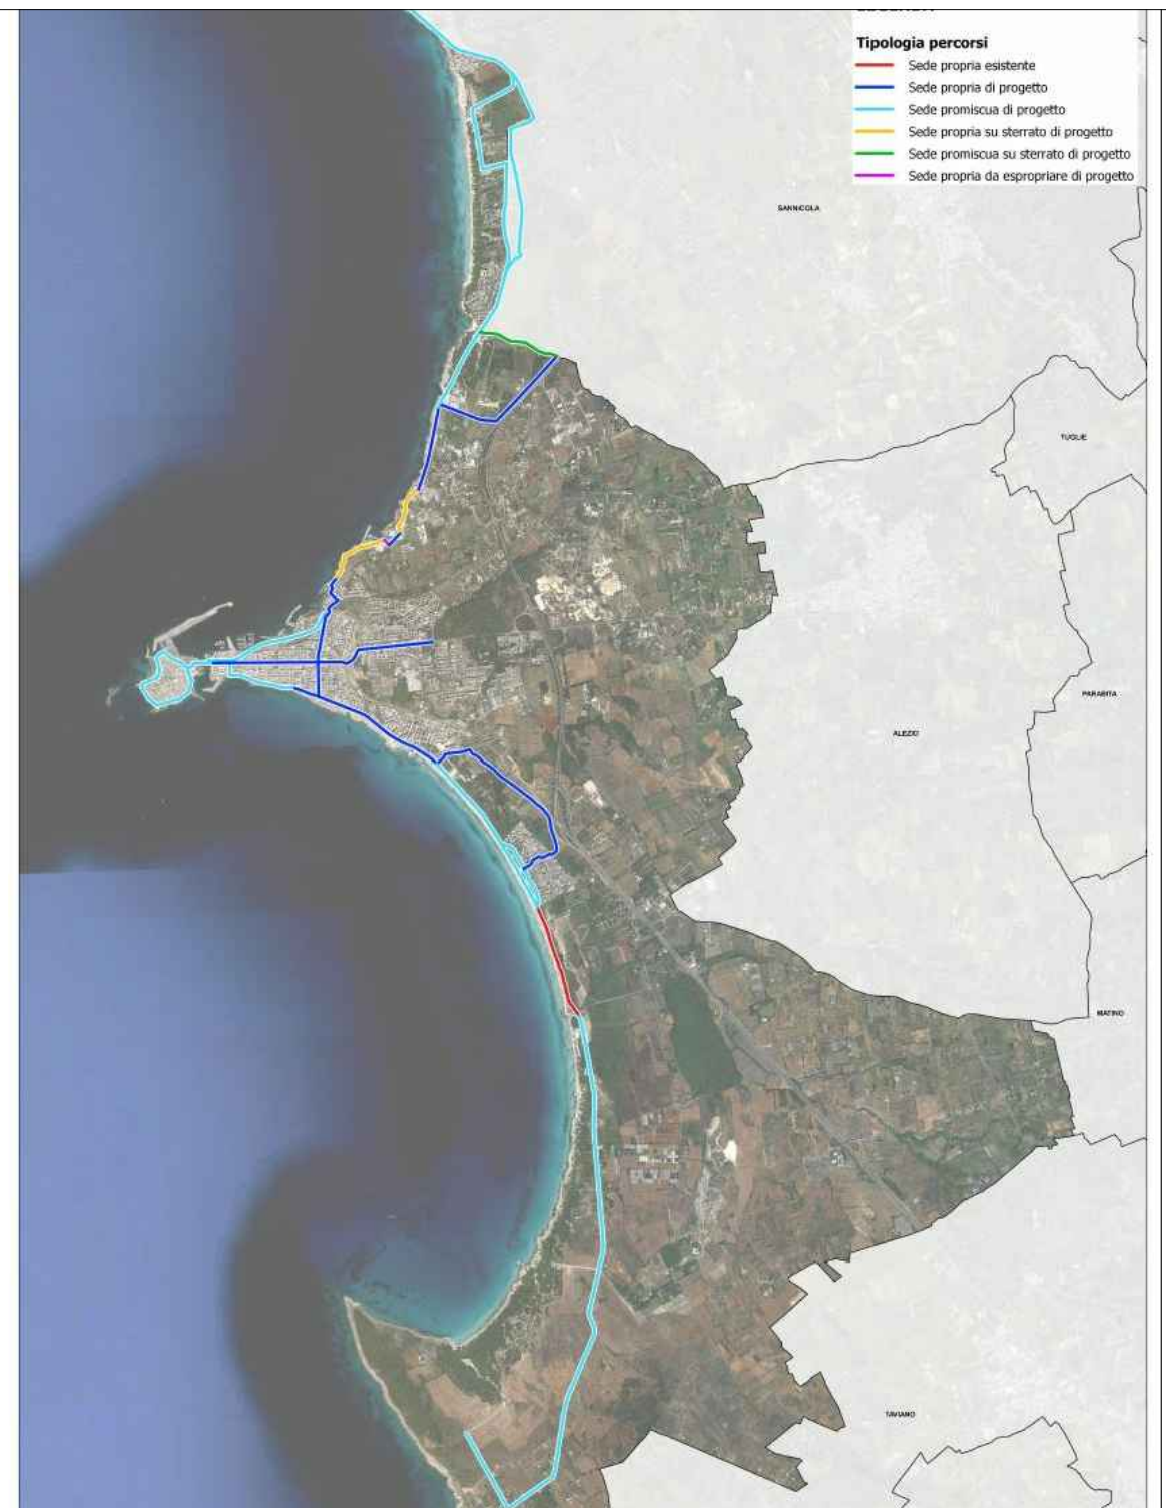 Tipologia percorsi
Sede propria esistente
Sede propria di progetto
Sede promiscua di progetto
Sede propria su sterrato di progetto
Sede promiscua su sterrato di progetto
Sede propria da espropriare di progetto
SANNICOLA
TUGLIE
PARABITA
ALEZIO
MATINO
TAVIANO